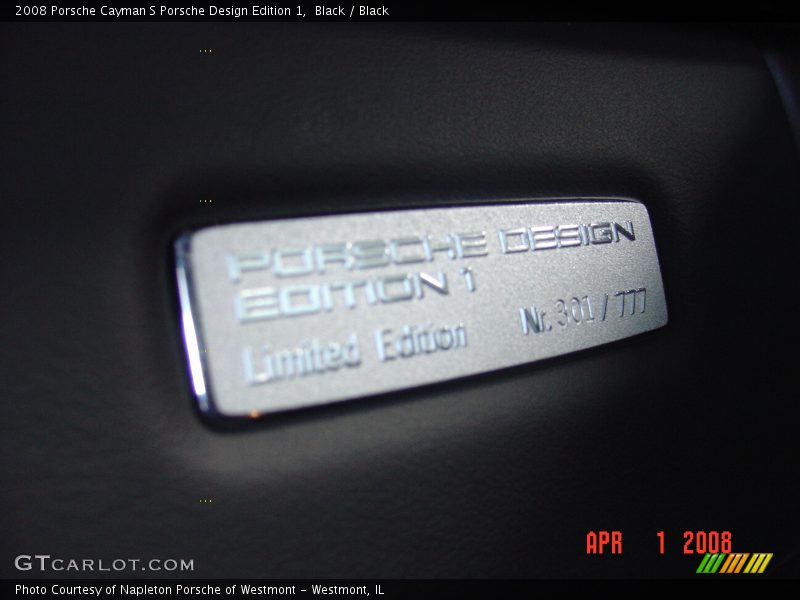 2008 Porsche Cayman S Porsche Design Edition 1, Black / Black
PORSCHE DESIGN
EDITION 1
Limited Edition Nr. 301 / 777
APR 1 2008
GTCARLOT.COM
Photo Courtesy of Napleton Porsche of Westmont - Westmont, IL